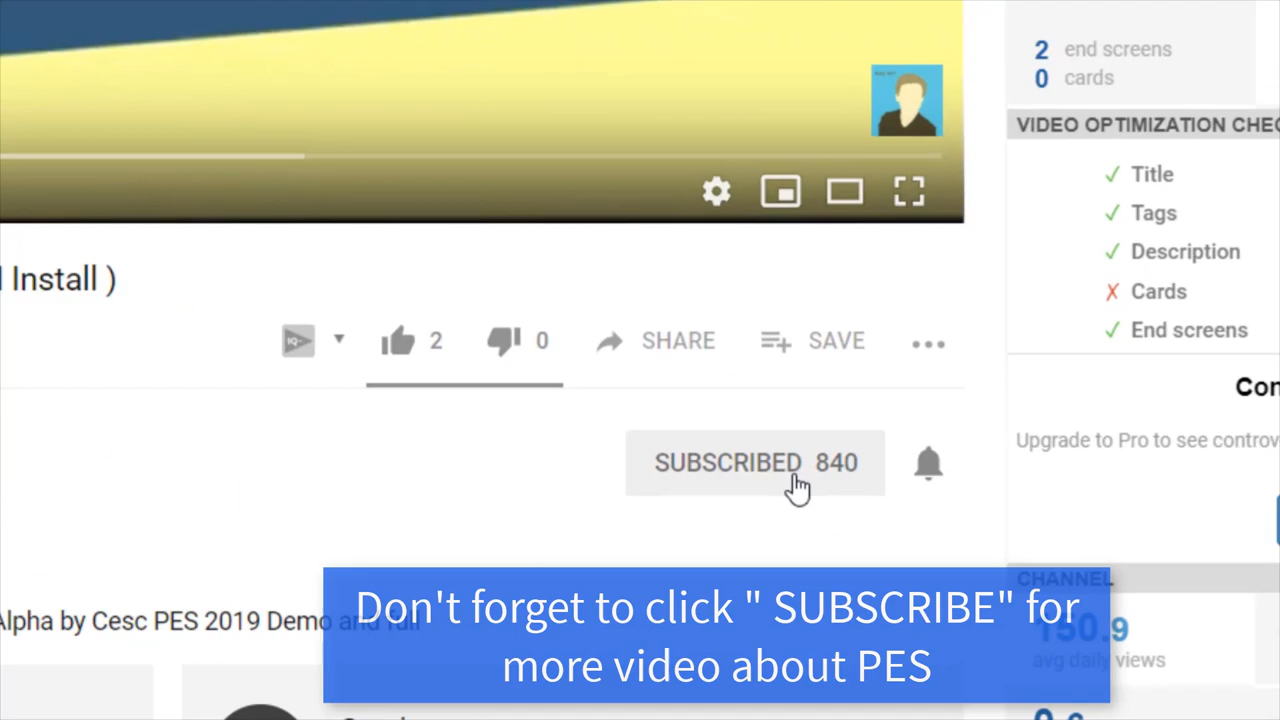 2 end screens
0 cards
VIDEO OPTIMIZATION CHEC
✓ Title
✓ Tags
✓ Description
✗ Cards
✓ End screens
Install )
IQ
2
0
SHARE
SAVE
SUBSCRIBED 840
Upgrade to Pro to see controv
CHANNEL
150.9
avg daily views
Alpha by Cesc PES 2019 Demo and full
Don't forget to click " SUBSCRIBE" for
more video about PES